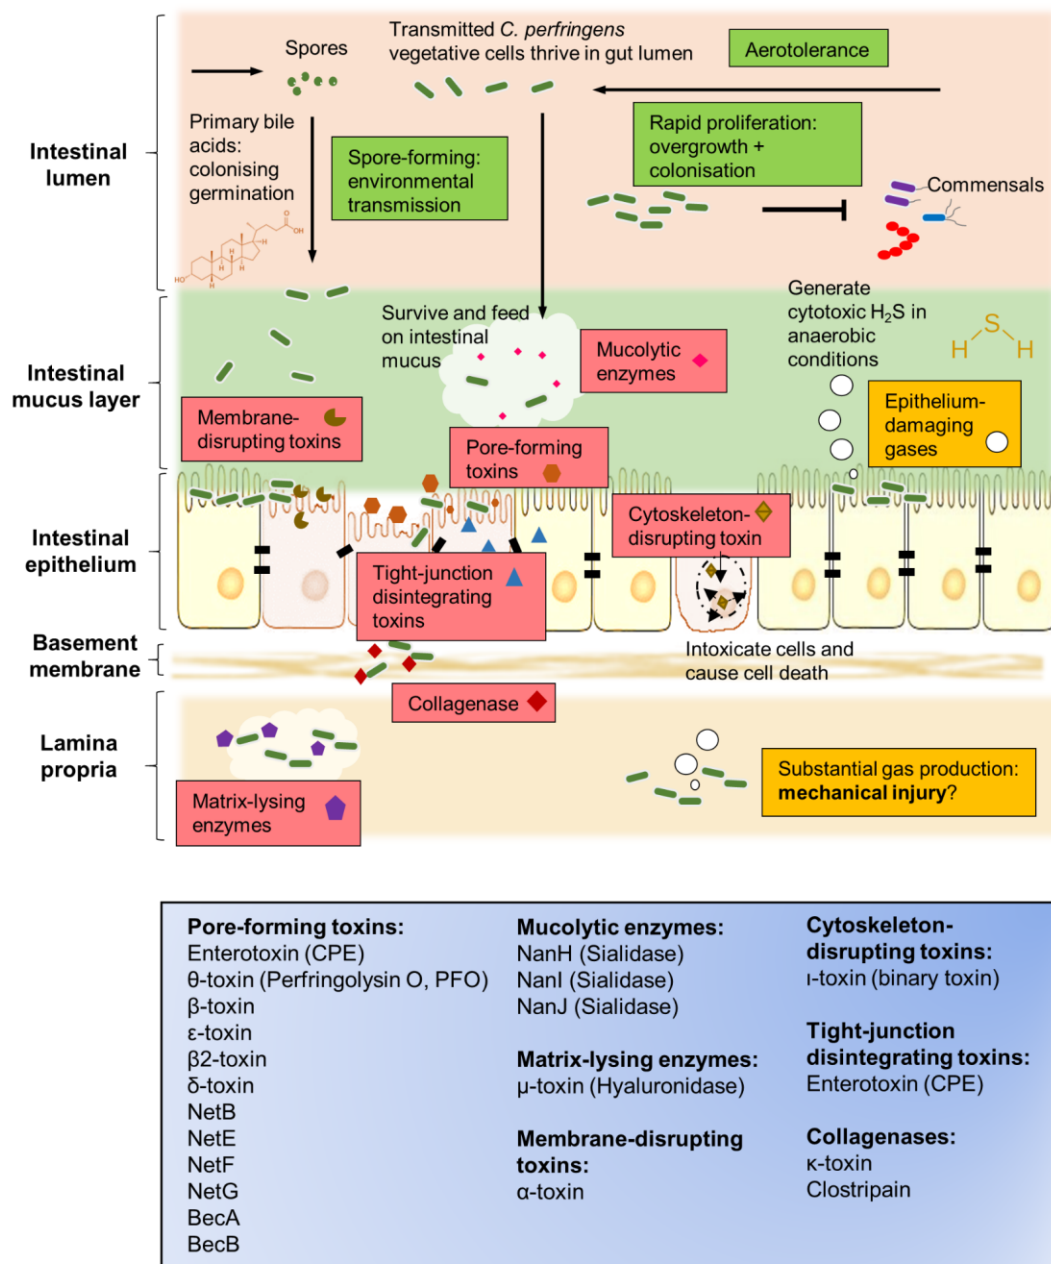 Transmitted C. perfringens
vegetative cells thrive in gut lumen
Spores
Aerotolerance
Primary bile
acids:
colonising
germination
Spore-forming:
environmental
transmission
Rapid proliferation:
overgrowth +
colonisation
Commensals
Intestinal
lumen
OH
O
H
H
H
H
HO
H
Survive and feed
on intestinal
mucus
Mucolytic
enzymes
Generate
cytotoxic H₂S in
anaerobic
conditions
S
H H
Intestinal
mucus layer
Membrane-
disrupting toxins
Pore-forming
toxins
Epithelium-
damaging
gases
Intestinal
epithelium
Cytoskeleton-
disrupting toxin
Tight-junction
disintegrating
toxins
Basement
membrane
Intoxicate cells and
cause cell death
Collagenase
Lamina
propria
Matrix-lysing
enzymes
Substantial gas production:
mechanical injury?
Pore-forming toxins:
Enterotoxin (CPE)
θ-toxin (Perfringolysin O, PFO)
β-toxin
ε-toxin
β2-toxin
δ-toxin
NetB
NetE
NetF
NetG
BecA
BecB
Mucolytic enzymes:
NanH (Sialidase)
NanI (Sialidase)
NanJ (Sialidase)
Matrix-lysing enzymes:
μ-toxin (Hyaluronidase)
Membrane-disrupting
toxins:
α-toxin
Cytoskeleton-
disrupting toxins:
ι-toxin (binary toxin)
Tight-junction
disintegrating toxins:
Enterotoxin (CPE)
Collagenases:
κ-toxin
Clostripain